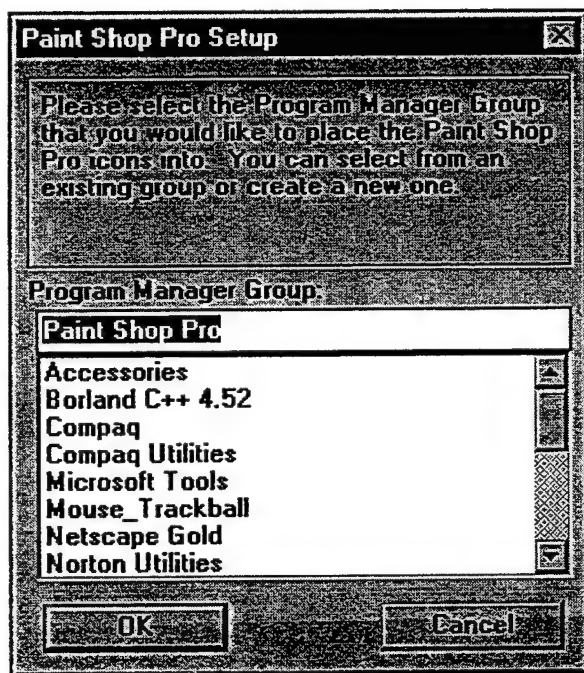 Paint Shop Pro Setup
Please select the Program Manager Group
that you would like to place the Paint Shop
Pro icons into. You can select from an
existing group or create a new one.
Program Manager Group:
Paint Shop Pro
Accessories
Borland C++ 4.52
Compaq
Compaq Utilities
Microsoft Tools
Mouse_Trackball
Netscape Gold
Norton Utilities
OK
Cancel